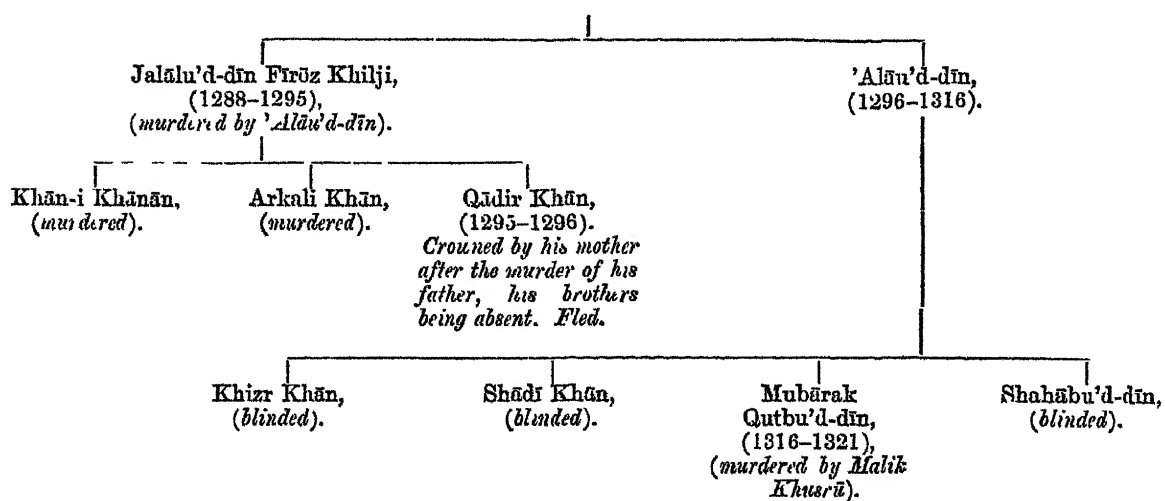 Jalālu'd-dīn Fīrōz Khilji,
(1288–1295),
(murdered by 'Alāu'd-dīn).
'Alāu'd-dīn,
(1296–1316).
Khān-i Khānān,
(murdered).
Arkali Khān,
(murdered).
Qādir Khān,
(1295–1296).
Crowned by his mother
after the murder of his
father, his brothers
being absent. Fled.
Khizr Khān,
(blinded).
Shādī Khān,
(blinded).
Mubārak
Qutbu'd-dīn,
(1316–1321),
(murdered by Malik
Khusrū).
Shahābu'd-dīn,
(blinded).